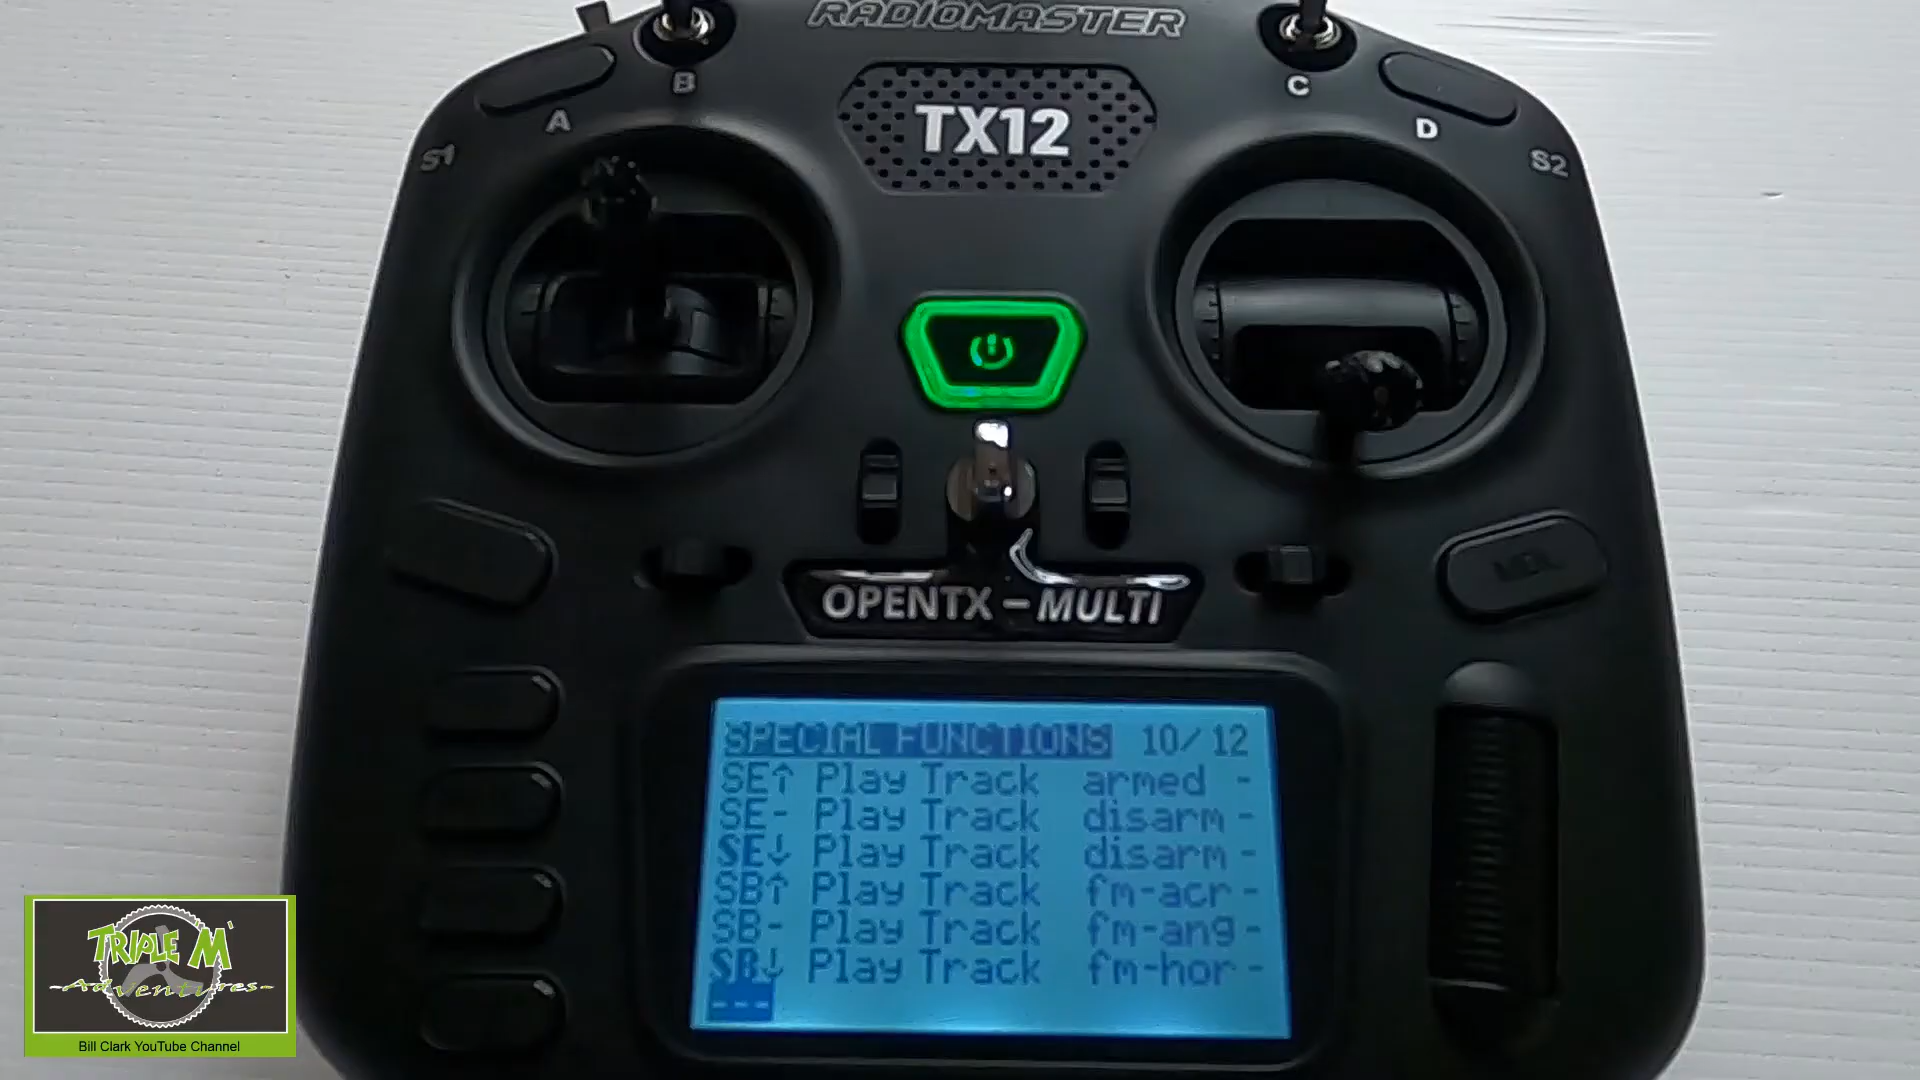 RADIOMASTER
B
C
A
D
TX12
S1
S2
MDL
OPENTX - MULTI
SPECIAL FUNCTIONS 10/12
SE↑ Play Track armed -
SE- Play Track disarm -
SE↓ Play Track disarm -
SB↑ Play Track fm-acr -
SB- Play Track fm-ang -
SB↓ Play Track fm-hor -
---
TRIPLE 'M'
-Adventures-
Bill Clark YouTube Channel